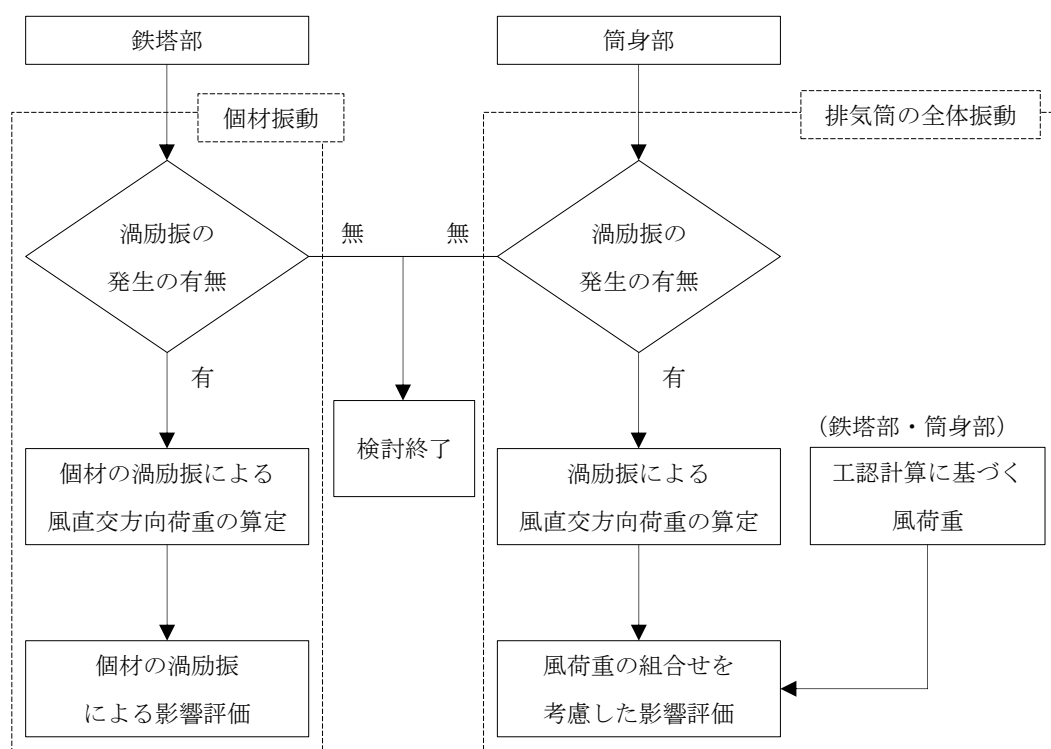 鉄塔部
筒身部
個材振動
排気筒の全体振動
渦励振の
発生の有無
無
無
渦励振の
発生の有無
有
有
検討終了
(鉄塔部・筒身部)
個材の渦励振による
風直交方向荷重の算定
渦励振による
風直交方向荷重の算定
工認計算に基づく
風荷重
個材の渦励振
による影響評価
風荷重の組合せを
考慮した影響評価